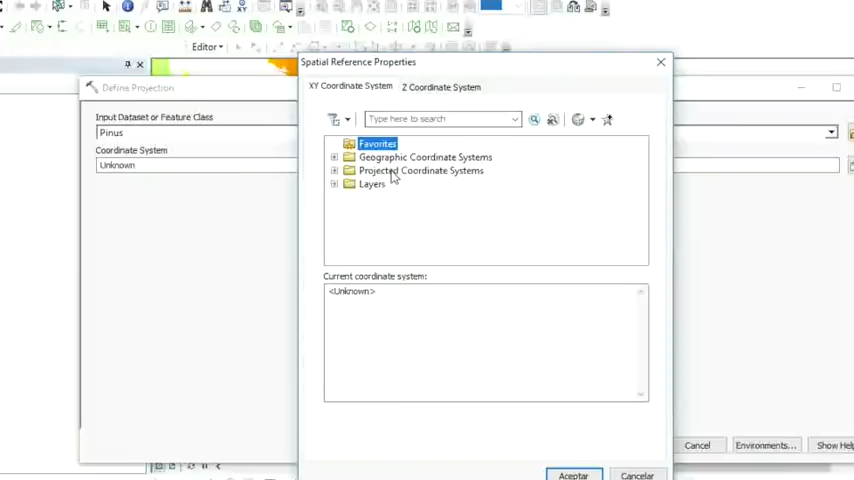 Editor
Spatial Reference Properties
Define Projection
XY Coordinate System
Z Coordinate System
Input Dataset or Feature Class
Type here to search
Pinus
Favorites
Coordinate System
Geographic Coordinate Systems
Unknown
Projected Coordinate Systems
Layers
Current coordinate system:
<Unknown>
Cancel
Environments...
Show Help
Aceptar
Cancelar